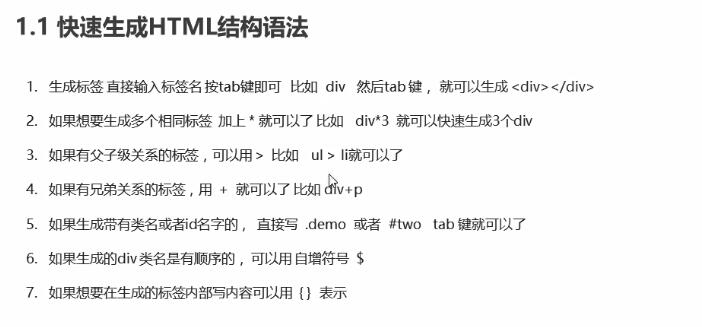 1.1 快速生成HTML结构语法
1. 生成标签 直接输入标签名 按tab键即可 比如 div 然后tab 键， 就可以生成 <div></div>
2. 如果想要生成多个相同标签 加上 * 就可以了 比如 div*3 就可以快速生成3个div
3. 如果有父子级关系的标签，可以用 > 比如 ul > li就可以了
4. 如果有兄弟关系的标签，用 + 就可以了 比如 div+p
5. 如果生成带有类名或者id名字的， 直接写 .demo 或者 #two tab 键就可以了
6. 如果生成的div 类名是有顺序的， 可以用 自增符号 $
7. 如果想要在生成的标签内部写内容可以用 { } 表示